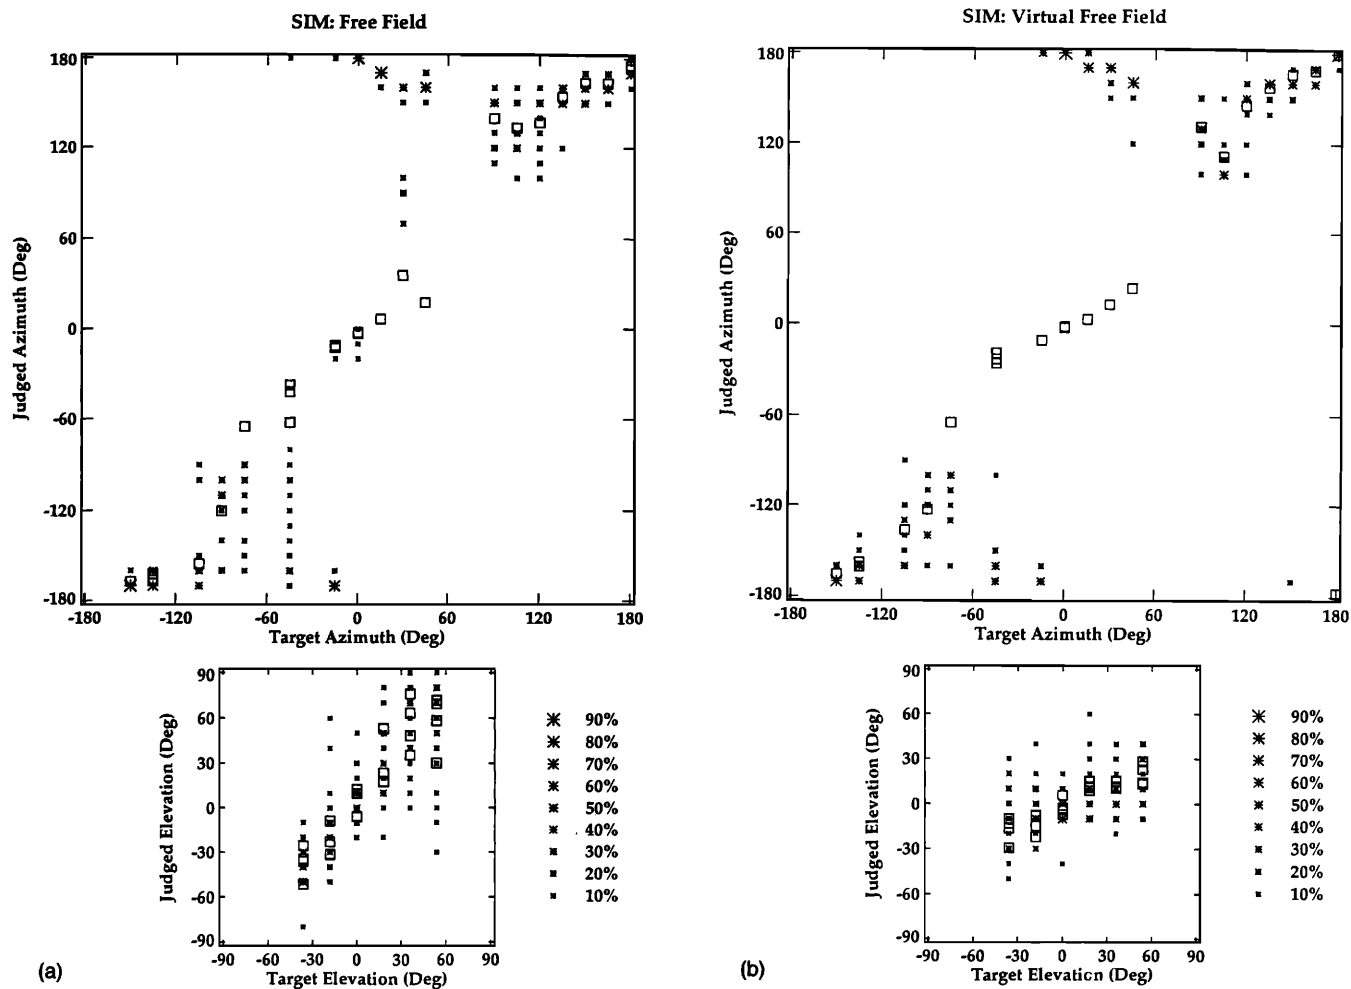 SIM: Free Field
180
120
60
0
-60
-120
-180
Judged Azimuth (Deg)
-180 -120 -60 0 60 120 180
Target Azimuth (Deg)
90
60
30
0
-30
-60
-90
Judged Elevation (Deg)
-90 -60 -30 0 30 60 90
Target Elevation (Deg)
90%
80%
70%
60%
50%
40%
30%
20%
10%
(a)
SIM: Virtual Free Field
180
120
60
0
-60
-120
-180
Judged Azimuth (Deg)
-180 -120 -60 0 60 120 180
Target Azimuth (Deg)
90
60
30
0
-30
-60
-90
Judged Elevation (Deg)
-90 -60 -30 0 30 60 90
Target Elevation (Deg)
90%
80%
70%
60%
50%
40%
30%
20%
10%
(b)